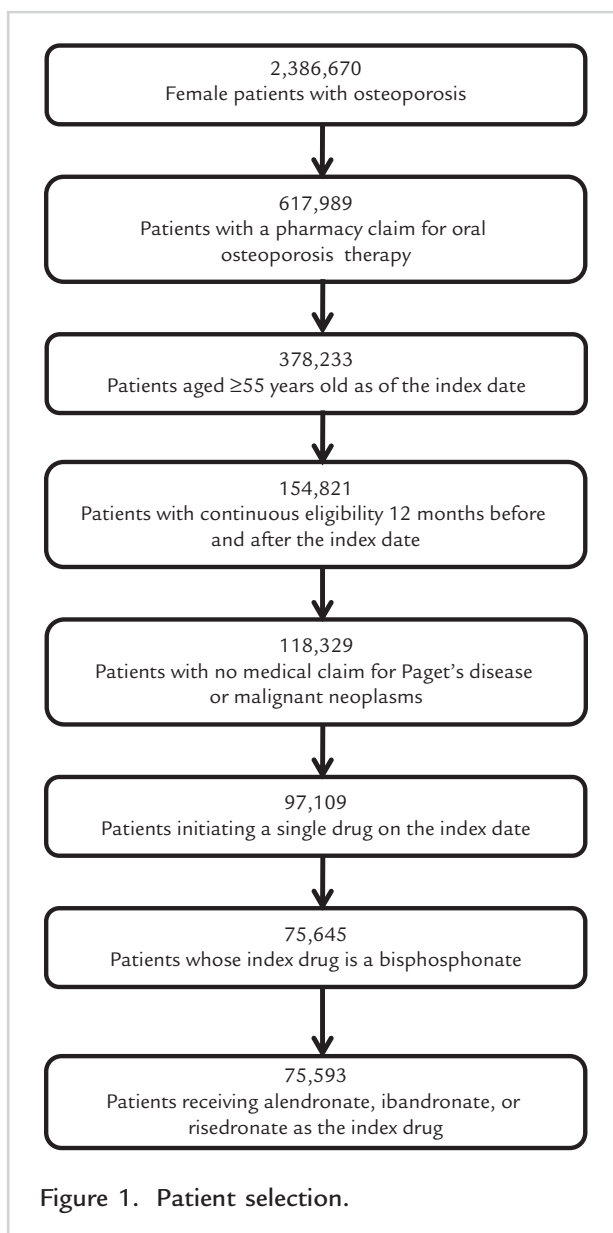 2,386,670
Female patients with osteoporosis
617,989
Patients with a pharmacy claim for oral
osteoporosis therapy
378,233
Patients aged ≥55 years old as of the index date
154,821
Patients with continuous eligibility 12 months before
and after the index date
118,329
Patients with no medical claim for Paget's disease
or malignant neoplasms
97,109
Patients initiating a single drug on the index date
75,645
Patients whose index drug is a bisphosphonate
75,593
Patients receiving alendronate, ibandronate, or
risedronate as the index drug
Figure 1. Patient selection.